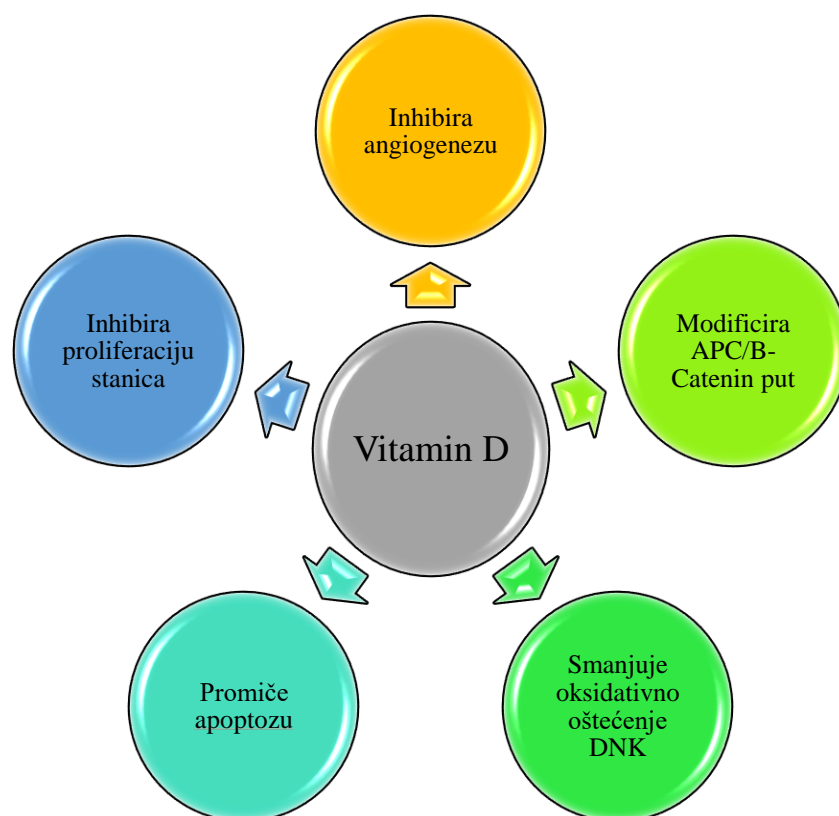 Inhibira
angiogenezu
Inhibira
proliferaciju
stanica
Modificira
APC/B-
Catenin put
Vitamin D
Promiče
apoptozu
Smanjuje
oksidativno
oštećenje
DNK